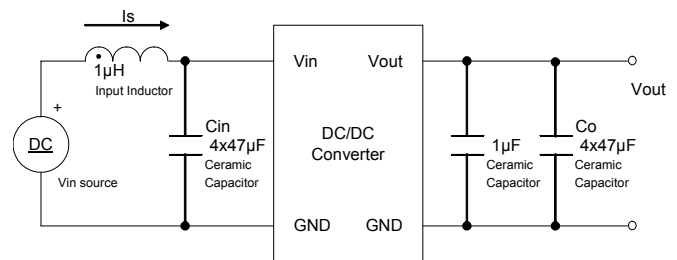 Is
1µH
Input Inductor
+
DC
Vin source
Cin
4x47µF
Ceramic
Capacitor
Vin
Vout
DC/DC
Converter
GND
GND
1µF
Ceramic
Capacitor
Co
4x47µF
Ceramic
Capacitor
Vout